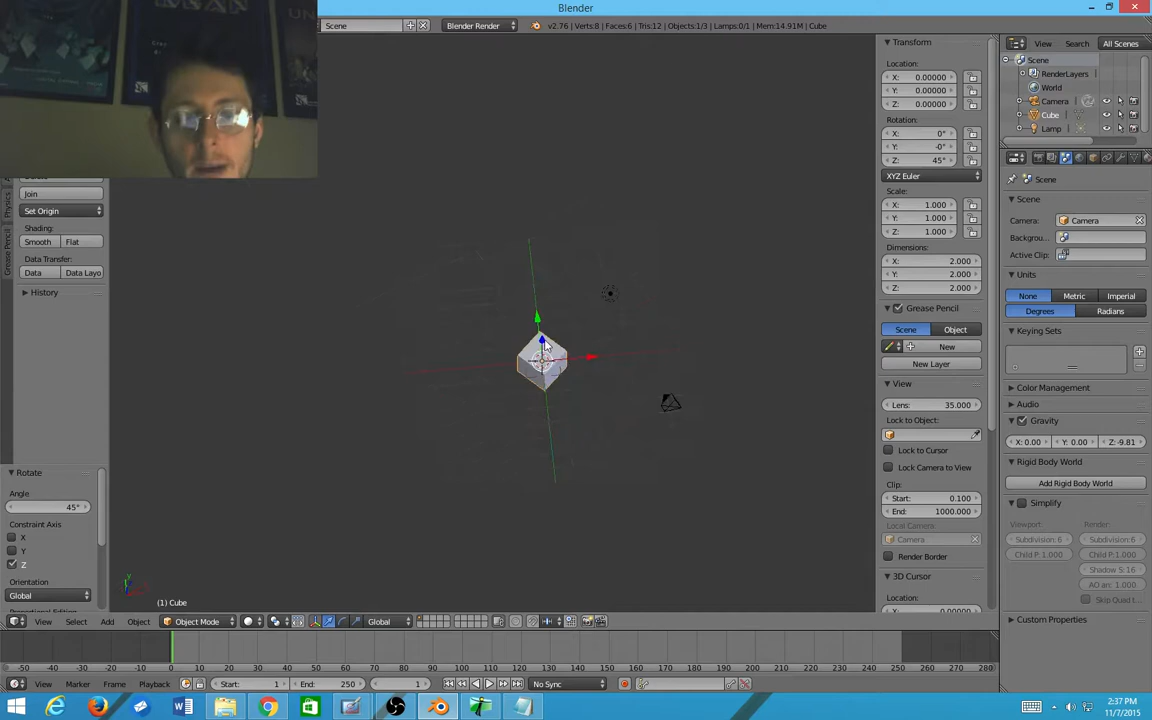 Blender
Scene
Blender Render
v2.76 | Verts:8 | Faces:6 | Tris:12 | Objects:1/3 | Lamps:0/1 | Mem:14.91M | Cube
Join
Set Origin
Shading:
Smooth Flat
Data Transfer:
Data Data Layo
History
Physics
Grease Pencil
Rotate
Angle
45°
Constraint Axis
X
Y
Z
Orientation
Global
(1) Cube
View Select Add Object Object Mode Global
Transform
Location:
X: 0.00000
Y: 0.00000
Z: 0.00000
Rotation:
X: 0°
Y: -0°
Z: 45°
XYZ Euler
Scale:
X: 1.000
Y: 1.000
Z: 1.000
Dimensions:
X: 2.000
Y: 2.000
Z: 2.000
Grease Pencil
Scene Object
New
New Layer
View
Lens: 35.000
Lock to Object:
Lock to Cursor
Lock Camera to View
Clip:
Start: 0.100
End: 1000.000
Local Camera:
Camera
Render Border
3D Cursor
Location:
View Search All Scenes
Scene
RenderLayers
World
Camera
Cube
Lamp
Scene
Scene
Camera: Camera
Backgrou...
Active Clip:
Units
None Metric Imperial
Degrees Radians
Keying Sets
Color Management
Audio
Gravity
X: 0.00 Y: 0.00 Z: -9.81
Rigid Body World
Add Rigid Body World
Simplify
Viewport: Render:
Subdivision: 6 Subdivision: 6
Child P: 1.000 Child P: 1.000
Shadow S: 16
AO arc: 1.000
Skip Quad t...
Custom Properties
-50 -40 -30 -20 -10 0 10 20 30 40 50 60 70 80 90 100 110 120 130 140 150 160 170 180 190 200 210 220 230 240 250 260 270 280
View Marker Frame Playback Start: 1 End: 250 1 No Sync
2:37 PM
11/7/2015